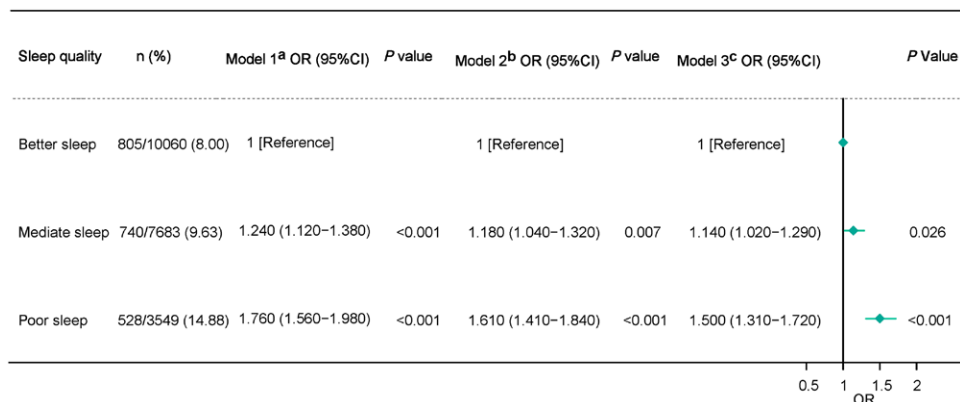 Sleep quality n (%) Model 1a OR (95%CI) P value Model 2b OR (95%CI) P value Model 3c OR (95%CI) P Value
Better sleep 805/10060 (8.00) 1 [Reference] 1 [Reference] 1 [Reference]
Mediate sleep 740/7683 (9.63) 1.240 (1.120−1.380) <0.001 1.180 (1.040−1.320) 0.007 1.140 (1.020−1.290) 0.026
Poor sleep 528/3549 (14.88) 1.760 (1.560−1.980) <0.001 1.610 (1.410−1.840) <0.001 1.500 (1.310−1.720) <0.001
0.5 1 1.5 2
OR